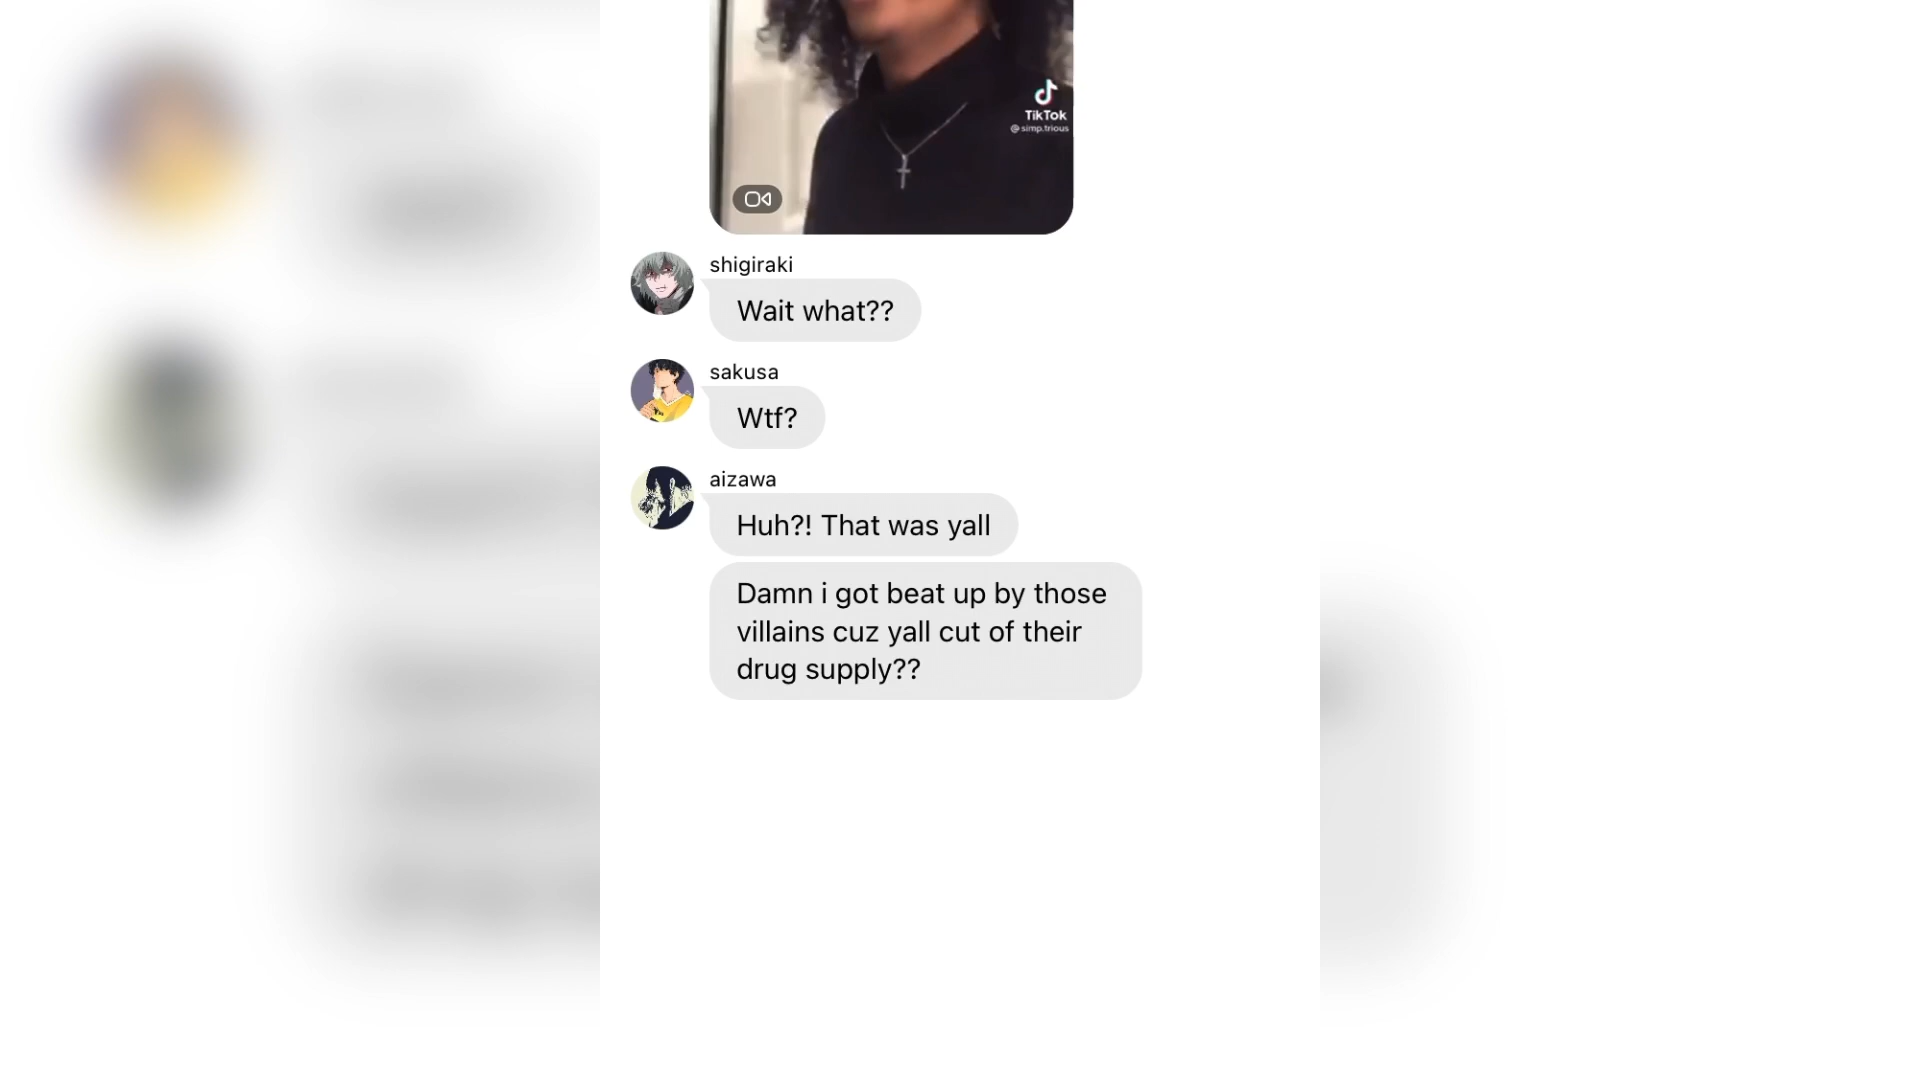 TikTok
@simp.trious
shigiraki
Wait what??
sakusa
Wtf?
aizawa
Huh?! That was yall
Damn i got beat up by those
villains cuz yall cut of their
drug supply??